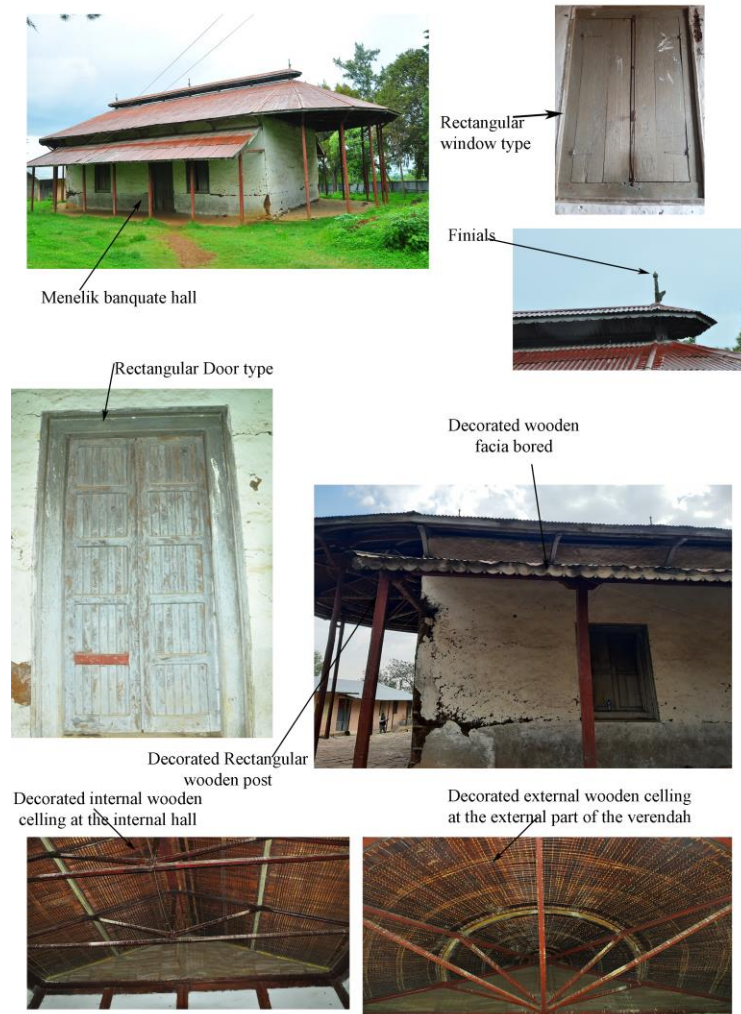 Rectangular
window type
Finials
Menelik banquate hall
Rectangular Door type
Decorated wooden
facia bored
Decorated Rectangular
wooden post
Decorated internal wooden
celling at the internal hall
Decorated external wooden celling
at the external part of the verendah